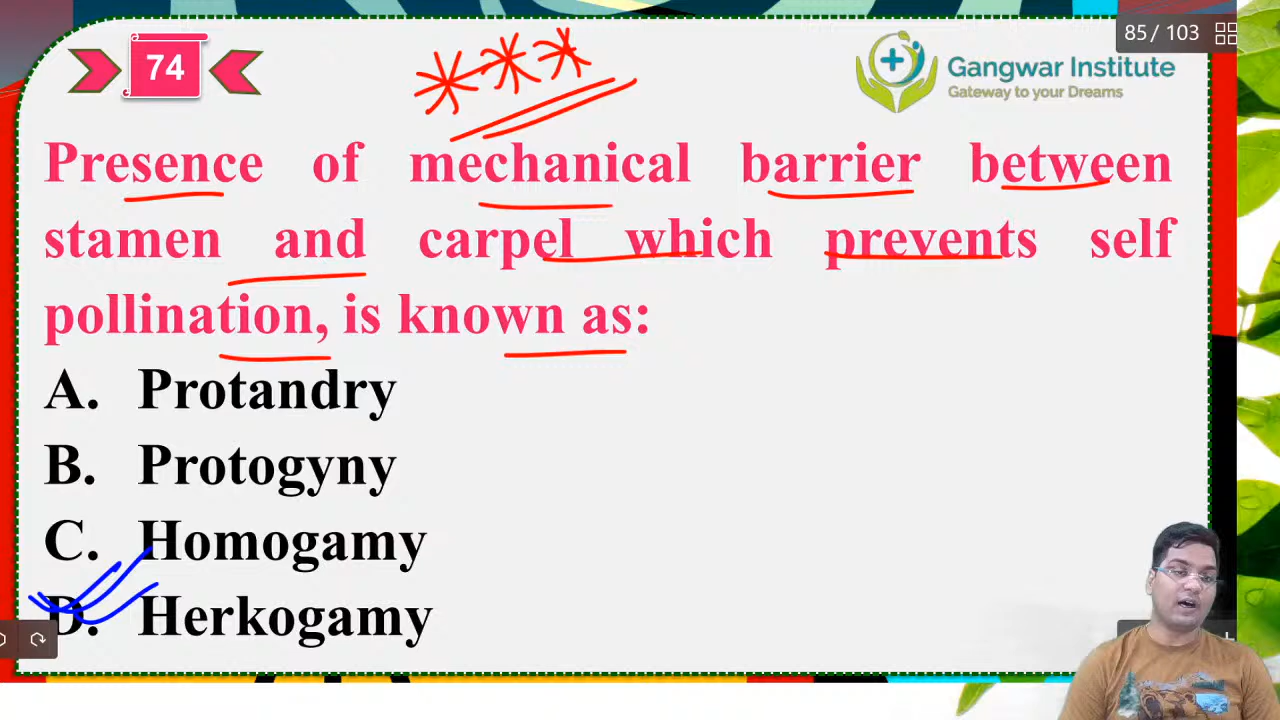 85 / 103
74
Gangwar Institute
Gateway to your Dreams
Presence of mechanical barrier between
stamen and carpel which prevents self
pollination, is known as:
A. Protandry
B. Protogyny
C. Homogamy
D. Herkogamy